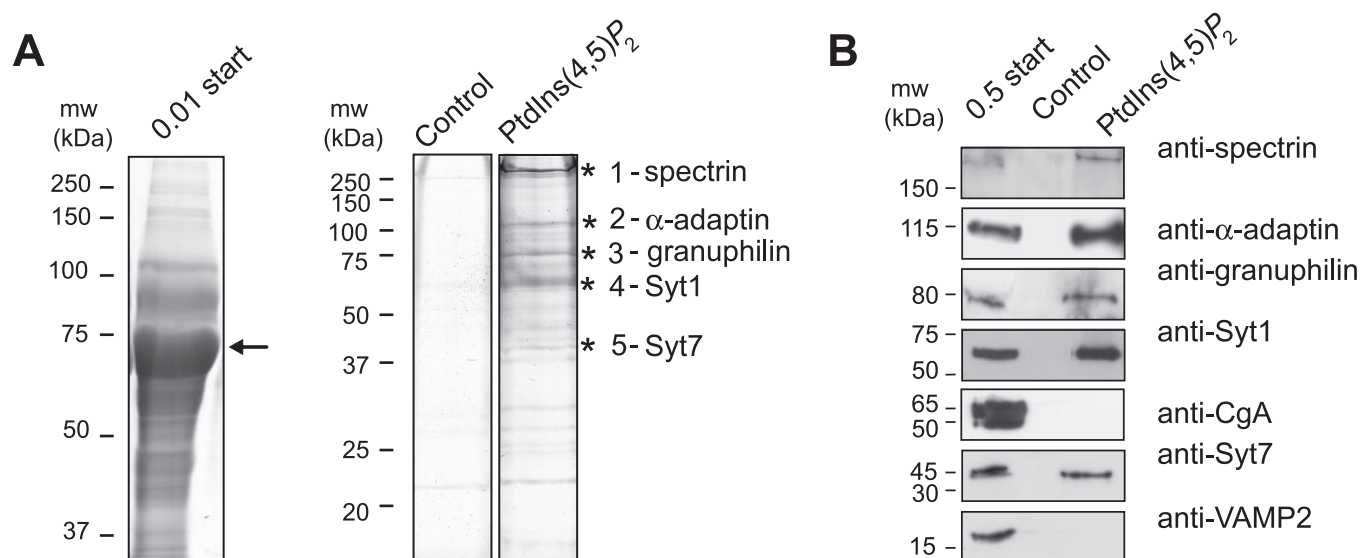 A
mw
(kDa)
0.01 start
250
150
100
75
50
37
mw
(kDa)
Control
PtdIns(4,5)P2
250
150
100
75
50
37
25
20
* 1 - spectrin
* 2 - α-adaptin
* 3 - granuphilin
* 4 - Syt1
* 5- Syt7
B
mw
(kDa)
0.5 start
Control
PtdIns(4,5)P2
150
anti-spectrin
115
anti-α-adaptin
80
anti-granuphilin
75
50
anti-Syt1
65
50
anti-CgA
45
30
anti-Syt7
15
anti-VAMP2